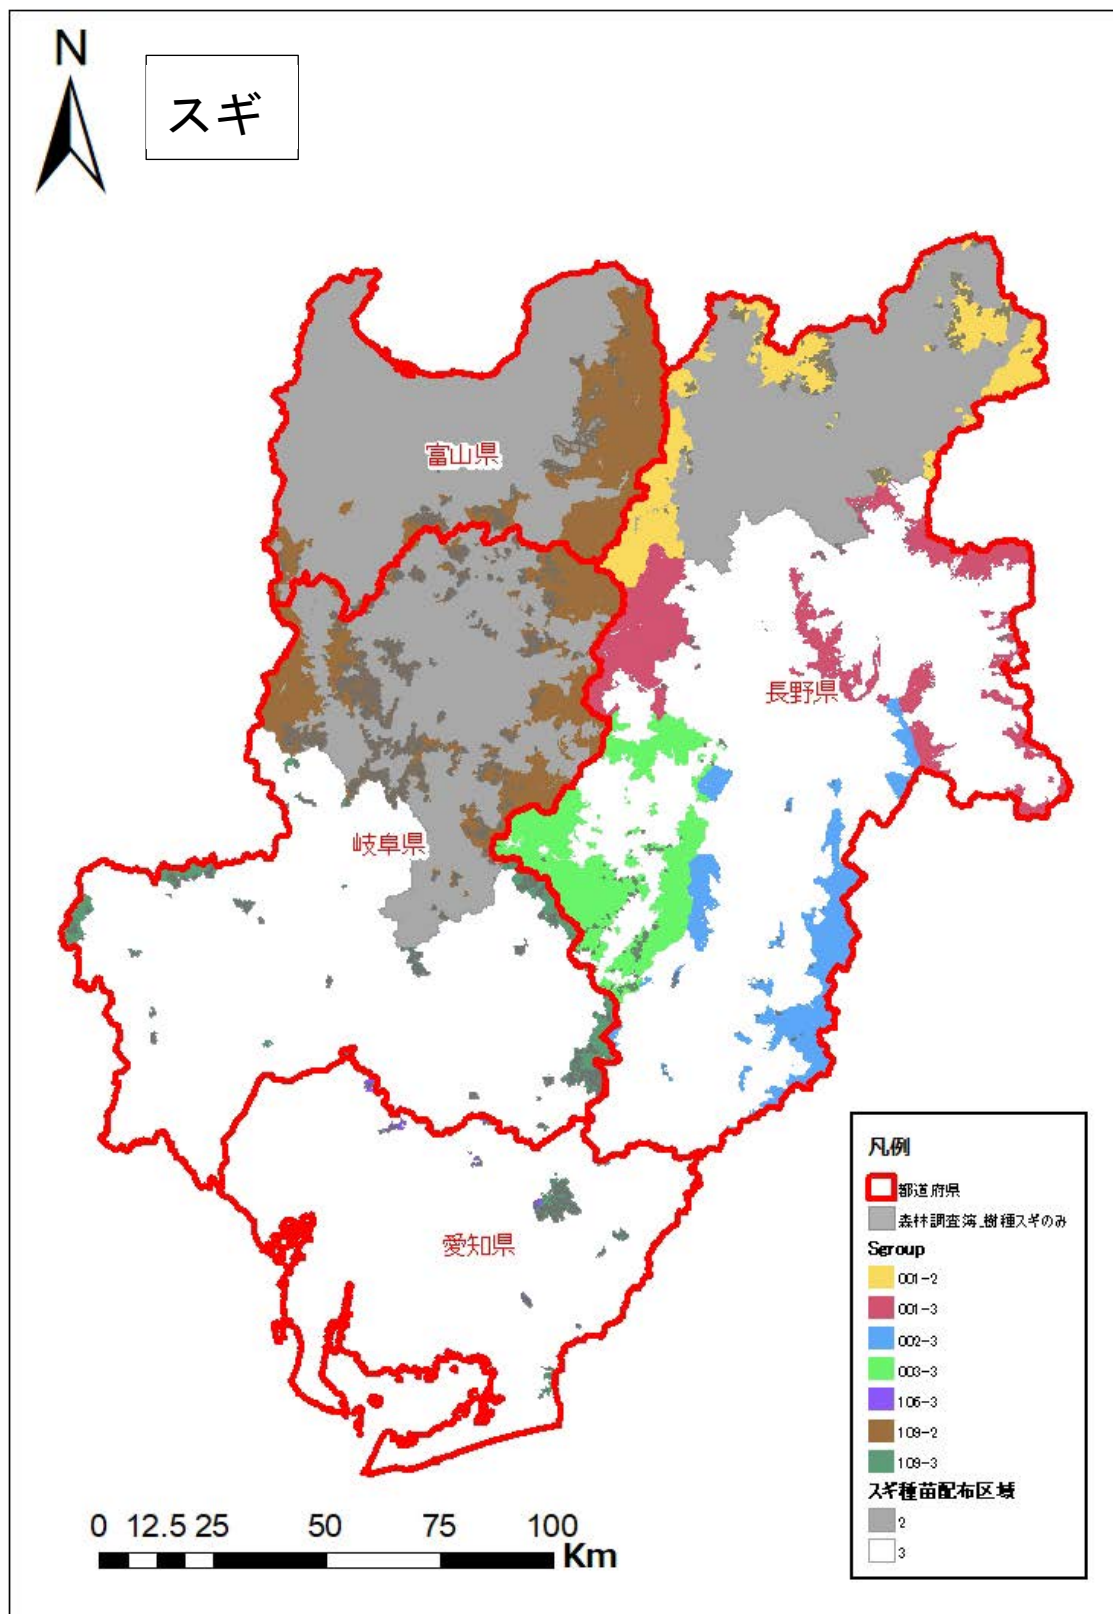 N
スギ
富山県
長野県
岐阜県
愛知県
凡例
都道府県
森林調査簿_樹種スギのみ
Sgroup
001-2
001-3
002-3
003-3
106-3
109-2
109-3
スギ種苗配布区域
2
3
0 12.5 25 50 75 100
Km